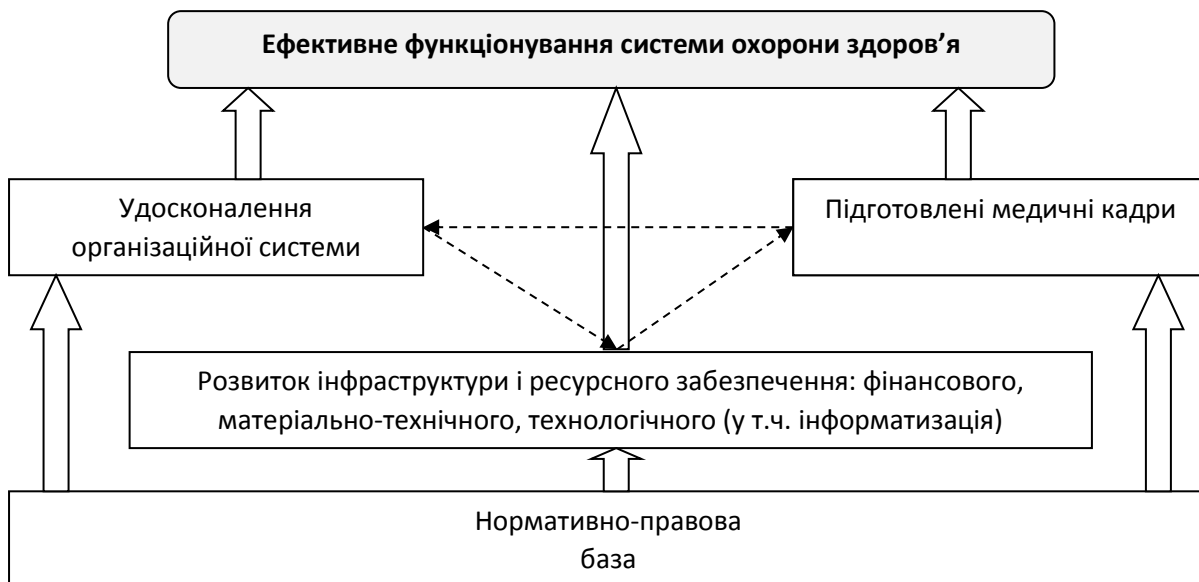 Ефективне функціонування системи охорони здоров’я
Удосконалення
організаційної системи
Підготовлені медичні кадри
Розвиток інфраструктури і ресурсного забезпечення: фінансового,
матеріально-технічного, технологічного (у т.ч. інформатизація)
Нормативно-правова
база